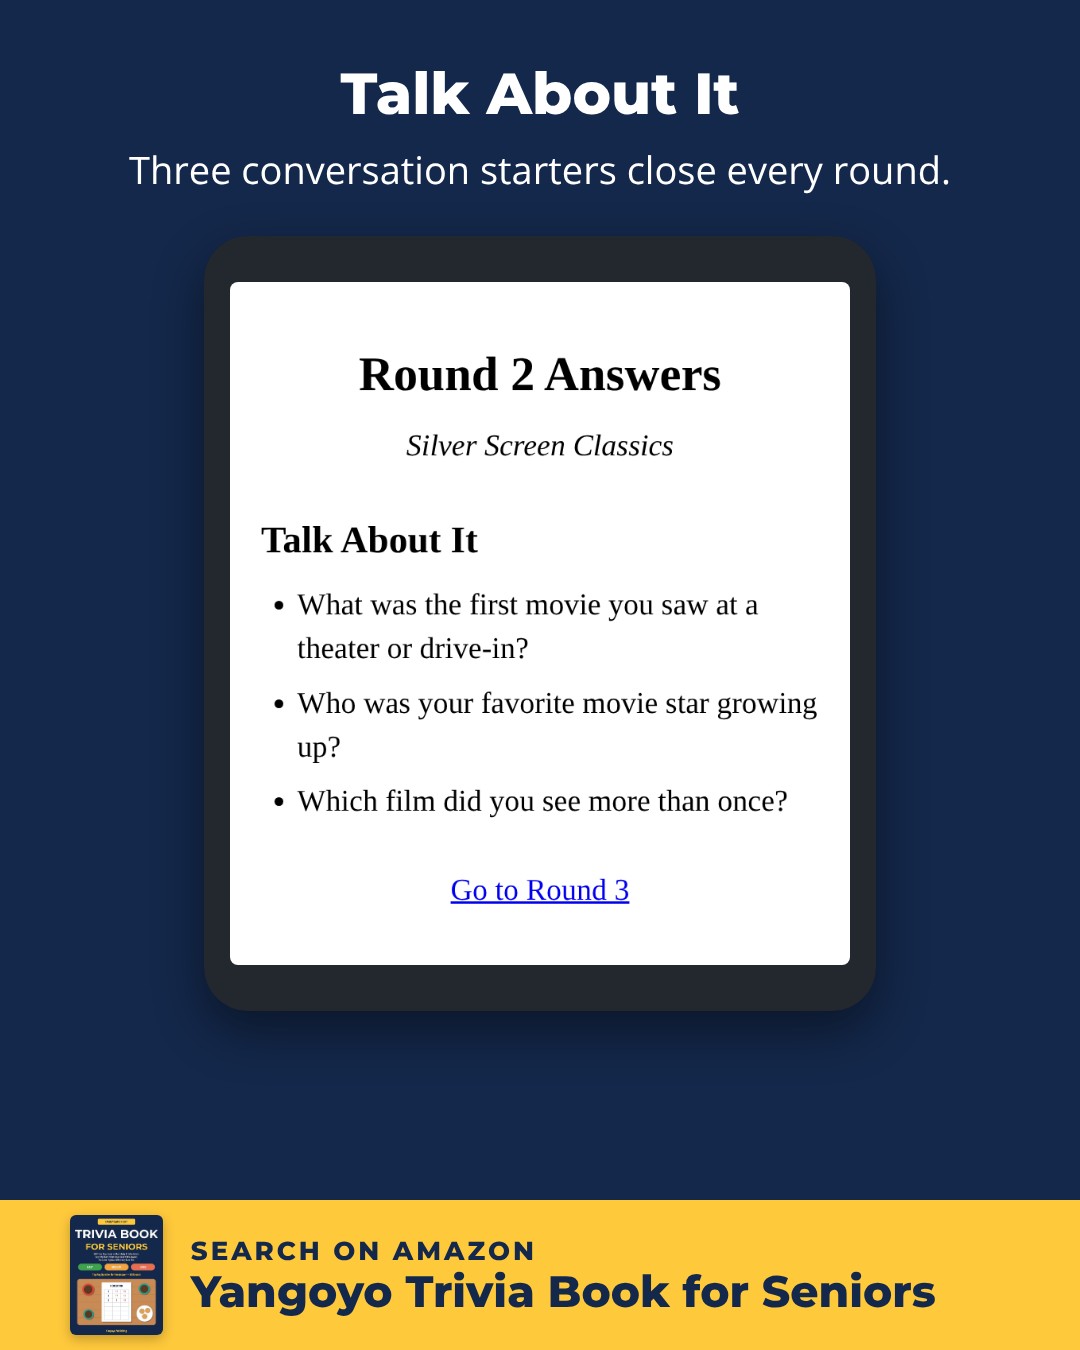 Talk About It
Three conversation starters close every round.
Round 2 Answers
Silver Screen Classics
Talk About It
• What was the first movie you saw at a
theater or drive-in?
• Who was your favorite movie star growing
up?
• Which film did you see more than once?
Go to Round 3
TRIVIA BOOK
FOR SENIORS
SEARCH ON AMAZON
Yangoyo Trivia Book for Seniors